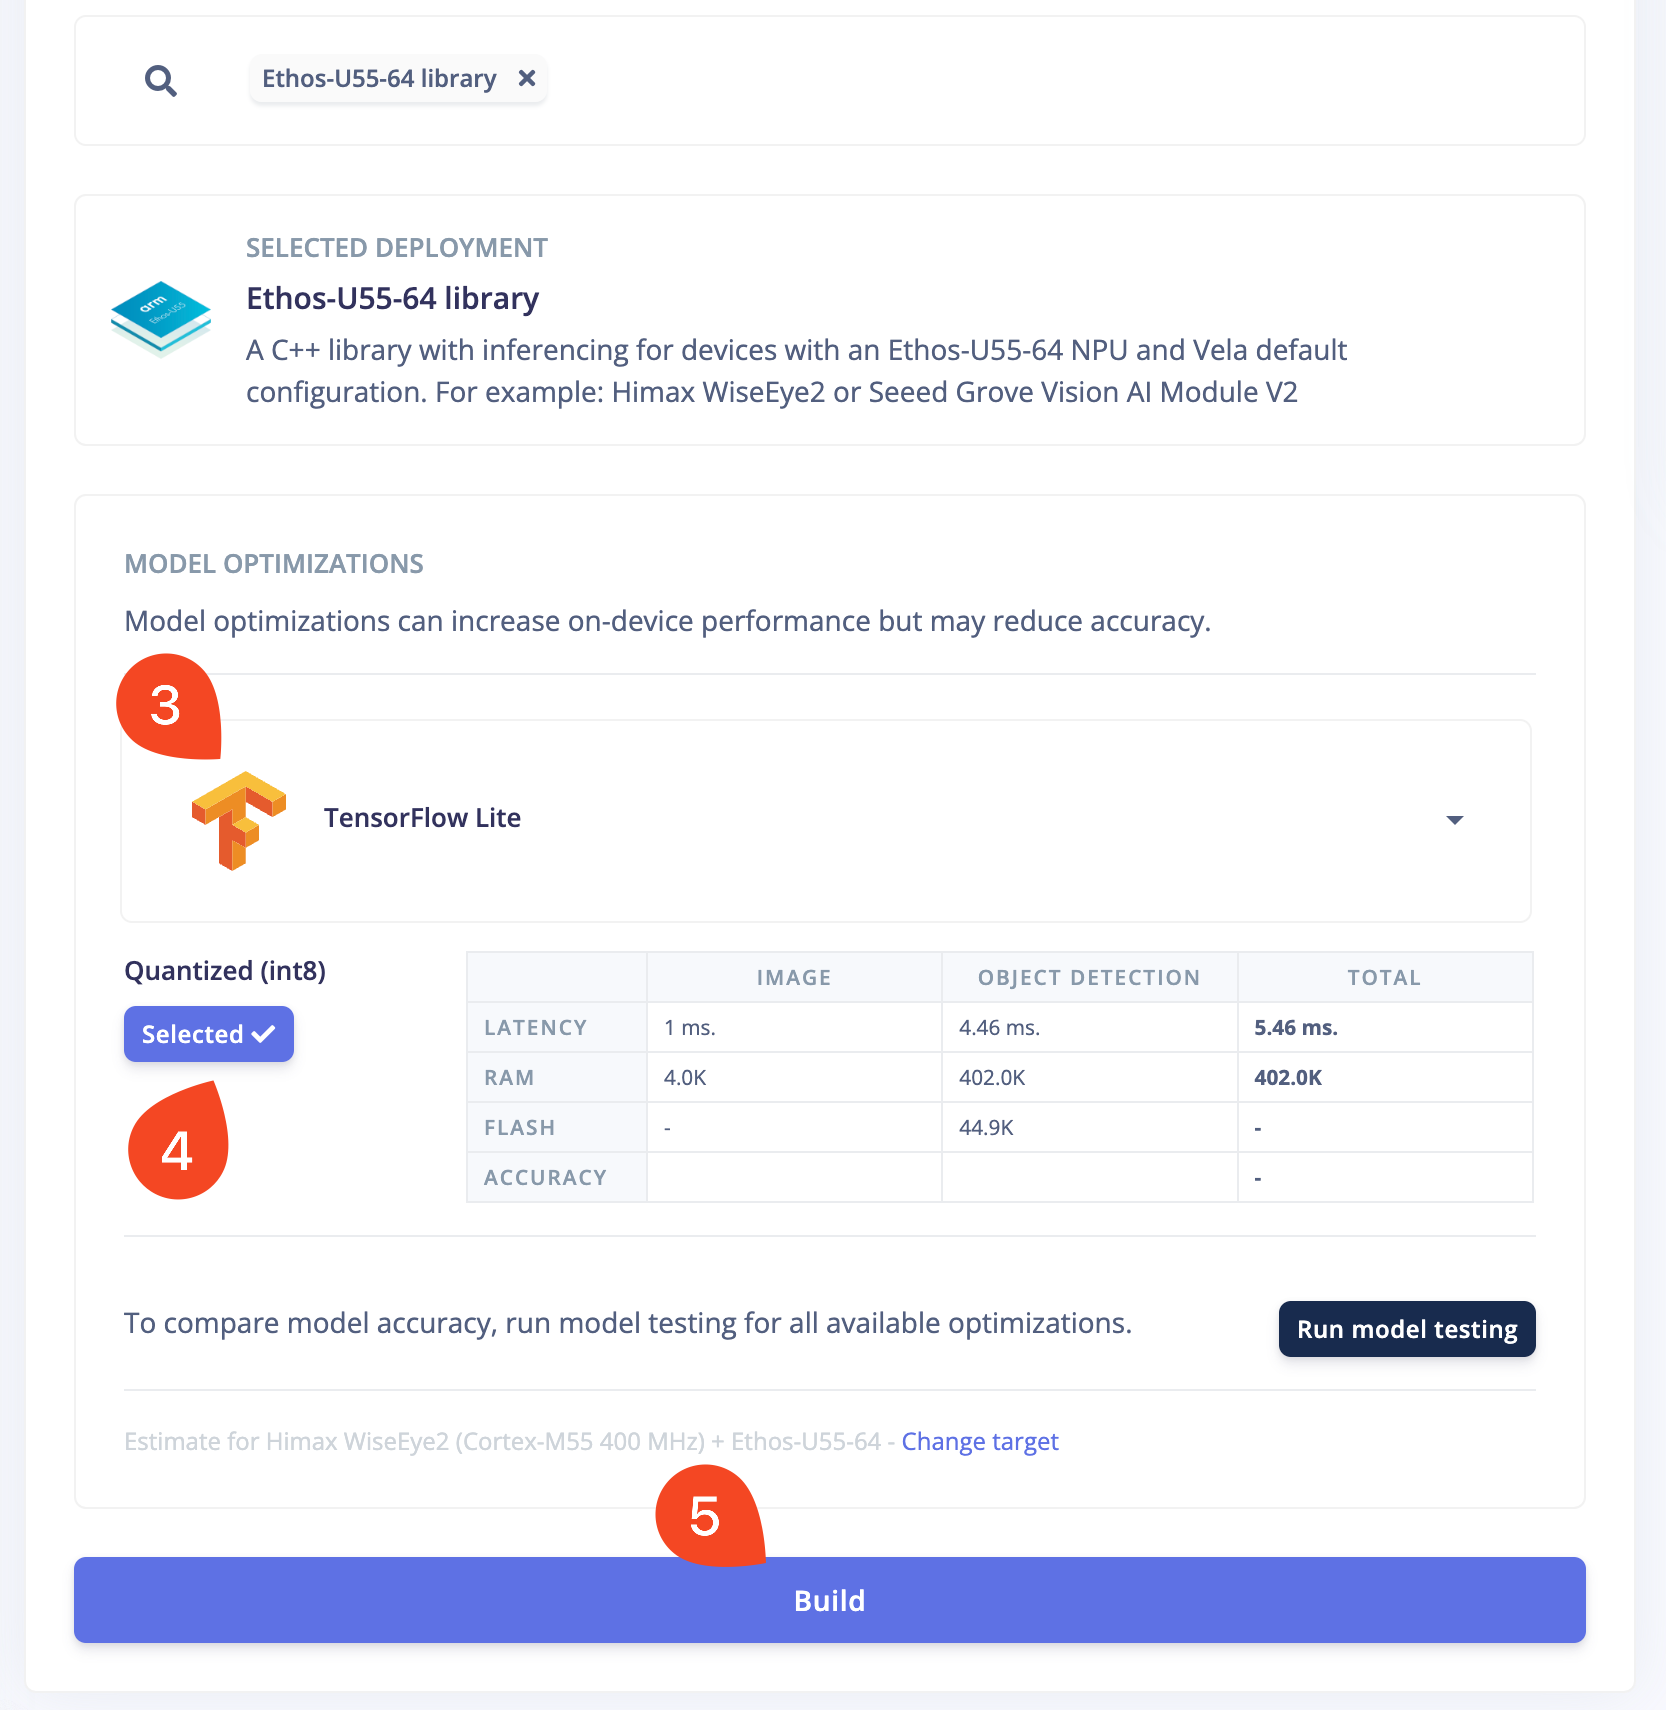 Ethos-U55-64 library ✕
SELECTED DEPLOYMENT
arm
Ethos-U55
Ethos-U55-64 library
A C++ library with inferencing for devices with an Ethos-U55-64 NPU and Vela default
configuration. For example: Himax WiseEye2 or Seeed Grove Vision AI Module V2
MODEL OPTIMIZATIONS
Model optimizations can increase on-device performance but may reduce accuracy.
3
TensorFlow Lite
Quantized (int8)
Selected ✓
4
IMAGE OBJECT DETECTION TOTAL
LATENCY 1 ms. 4.46 ms. 5.46 ms.
RAM 4.0K 402.0K 402.0K
FLASH - 44.9K -
ACCURACY -
To compare model accuracy, run model testing for all available optimizations.
Run model testing
Estimate for Himax WiseEye2 (Cortex-M55 400 MHz) + Ethos-U55-64 - Change target
5
Build